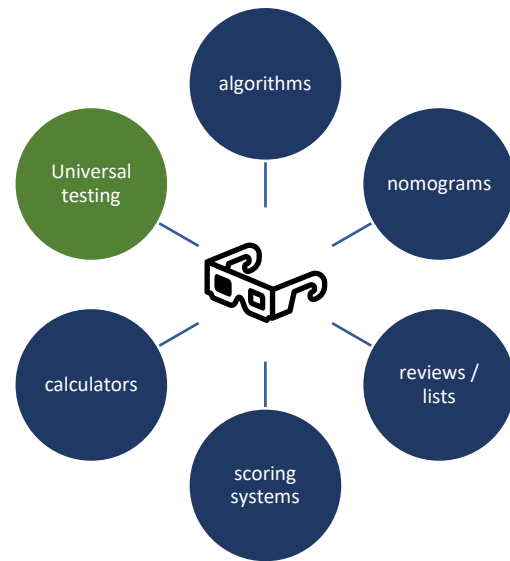 algorithms
nomograms
reviews /
lists
scoring
systems
calculators
Universal
testing